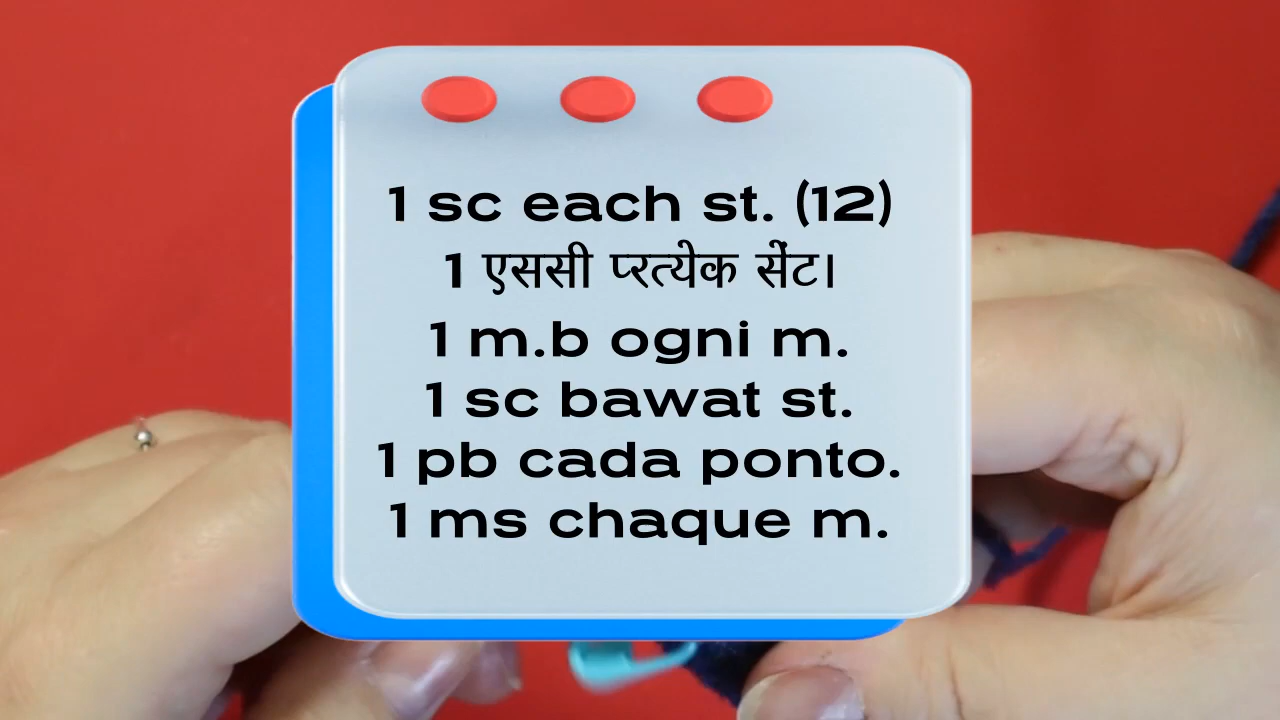 1 sc each st. (12)
1 एससी प्रत्येक सेंट।
1 m.b ogni m.
1 sc bawat st.
1 pb cada ponto.
1 ms chaque m.